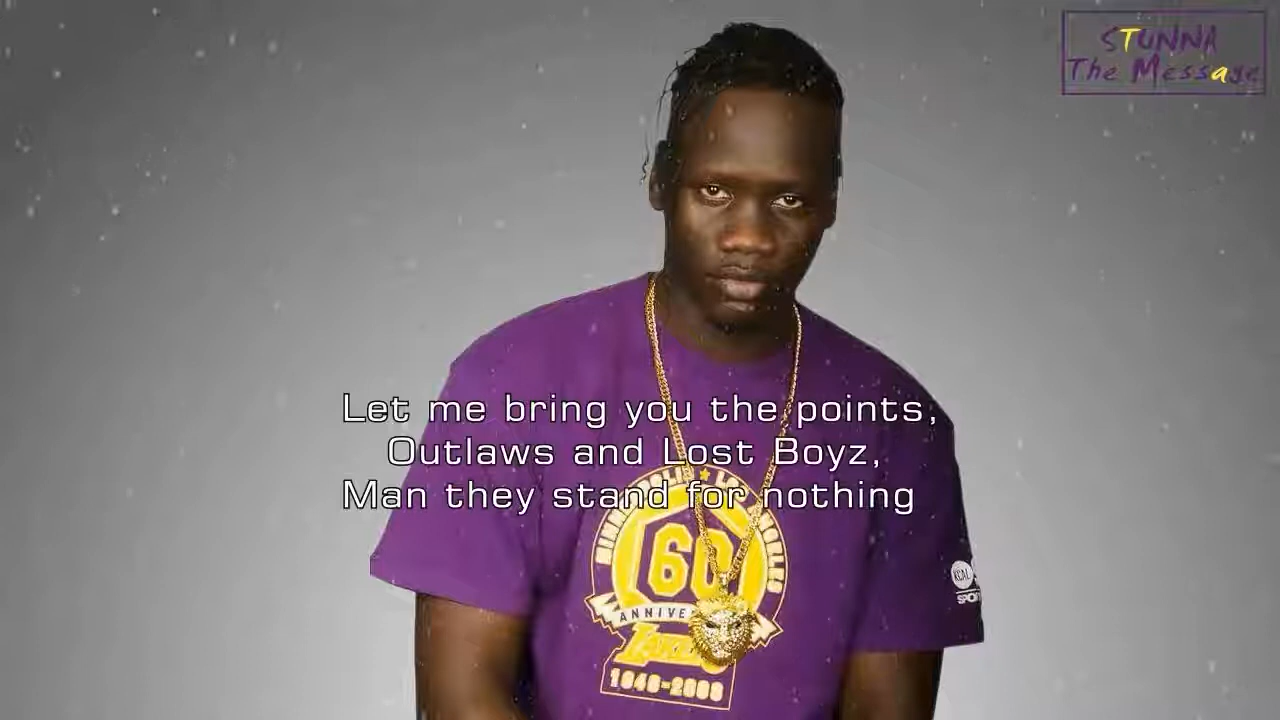 STUNNA
The Message
Let me bring you the points,
Outlaws and Lost Boyz,
Man they stand for nothing
60
ANNIVE
1948-2008
KCAL